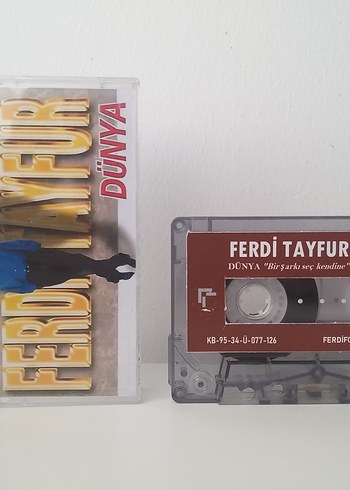 FERDİ TAYFUR
DÜNYA
FERDİ TAYFUR
DÜNYA "Bir şarkı seç kendine"
KB-95-34-Ü-077-126
FERDİFO